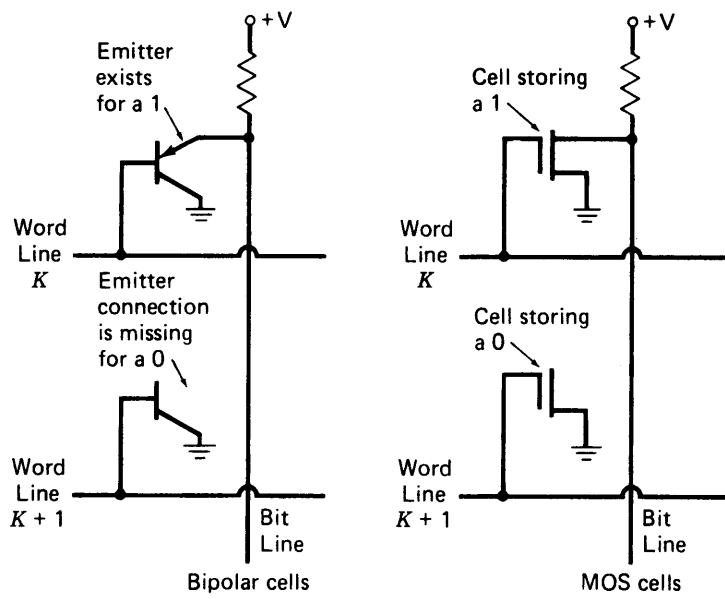 +V
Emitter
exists
for a 1
Word
Line
K
Emitter
connection
is missing
for a 0
Word
Line
K + 1
Bit
Line
Bipolar cells
+V
Cell storing
a 1
Word
Line
K
Cell storing
a 0
Word
Line
K + 1
Bit
Line
MOS cells